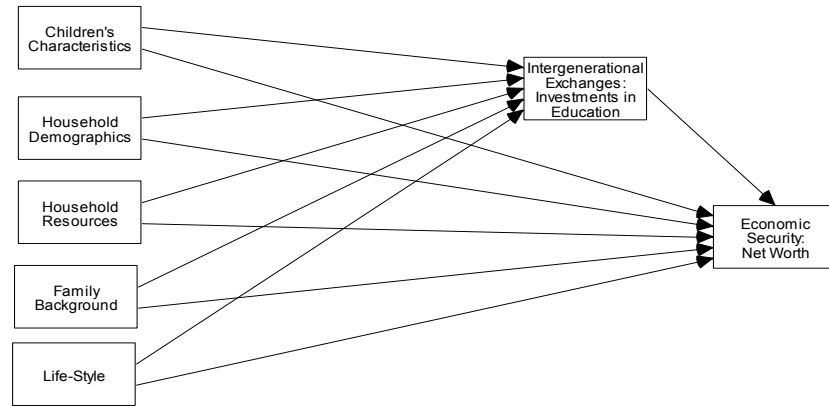 Children's
Characteristics
Household
Demographics
Household
Resources
Family
Background
Life-Style
Intergenerational
Exchanges:
Investments in
Education
Economic
Security:
Net Worth